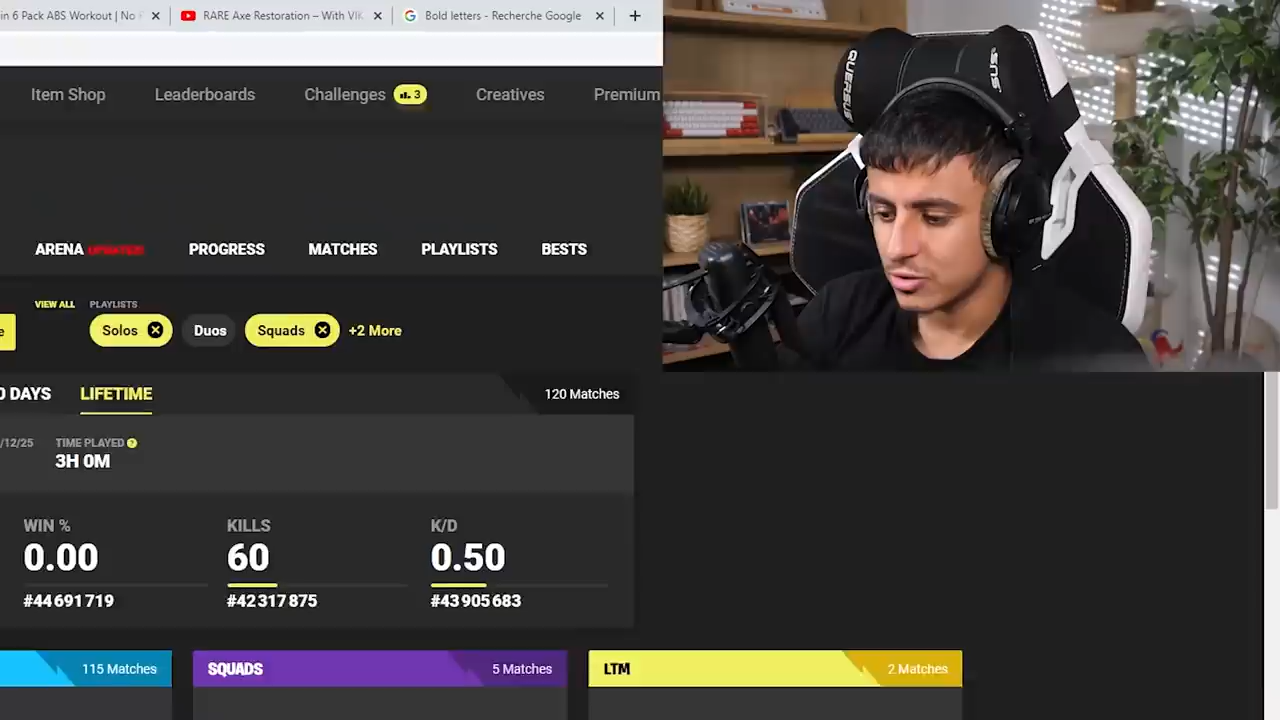 in 6 Pack ABS Workout | No
RARE Axe Restoration – With VIK
Bold letters - Recherche Google
Item Shop
Leaderboards
Challenges
3
Creatives
Premium
QUERSUS
ARENA UPDATED!
PROGRESS
MATCHES
PLAYLISTS
BESTS
VIEW ALL
PLAYLISTS
e
Solos
Duos
Squads
+2 More
0 DAYS
LIFETIME
120 Matches
/12/25
TIME PLAYED ?
3H 0M
WIN %
KILLS
K/D
0.00
60
0.50
#44 691 719
#42 317 875
#43 905 683
115 Matches
SQUADS
5 Matches
LTM
2 Matches